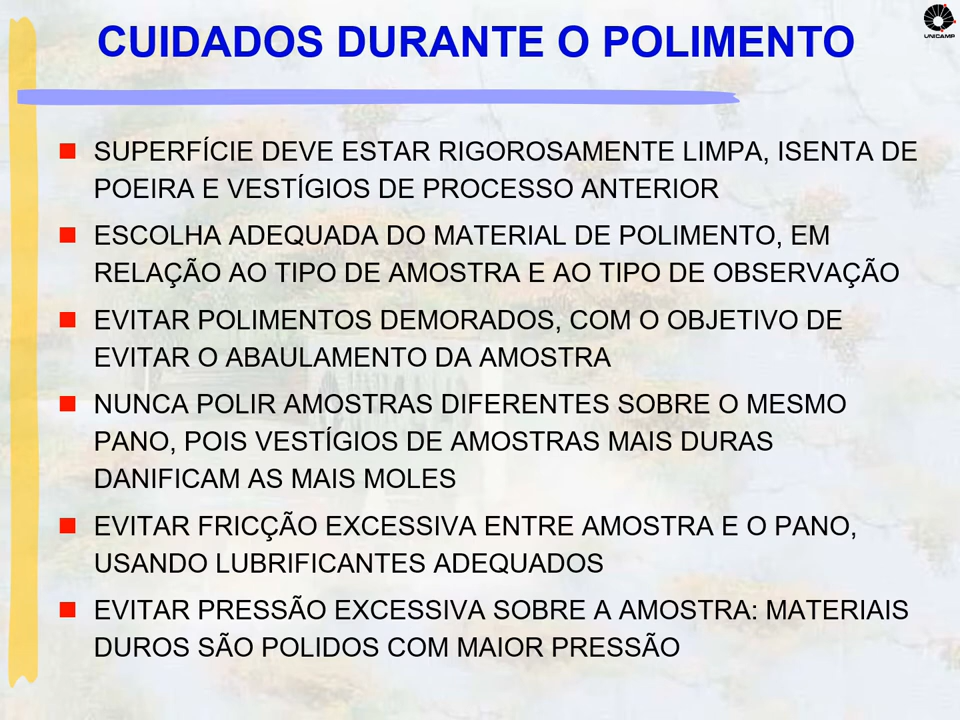 CUIDADOS DURANTE O POLIMENTO
UNICAMP
SUPERFÍCIE DEVE ESTAR RIGOROSAMENTE LIMPA, ISENTA DE
POEIRA E VESTÍGIOS DE PROCESSO ANTERIOR
ESCOLHA ADEQUADA DO MATERIAL DE POLIMENTO, EM
RELAÇÃO AO TIPO DE AMOSTRA E AO TIPO DE OBSERVAÇÃO
EVITAR POLIMENTOS DEMORADOS, COM O OBJETIVO DE
EVITAR O ABAULAMENTO DA AMOSTRA
NUNCA POLIR AMOSTRAS DIFERENTES SOBRE O MESMO
PANO, POIS VESTÍGIOS DE AMOSTRAS MAIS DURAS
DANIFICAM AS MAIS MOLES
EVITAR FRICÇÃO EXCESSIVA ENTRE AMOSTRA E O PANO,
USANDO LUBRIFICANTES ADEQUADOS
EVITAR PRESSÃO EXCESSIVA SOBRE A AMOSTRA: MATERIAIS
DUROS SÃO POLIDOS COM MAIOR PRESSÃO